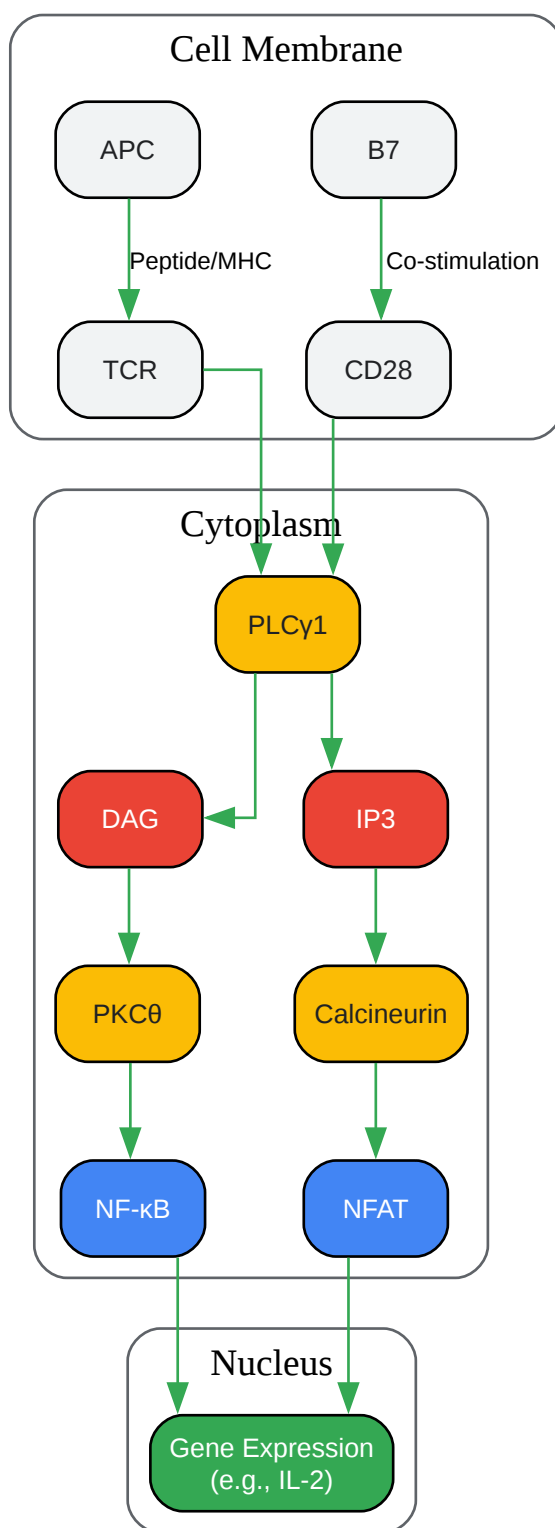 Cell Membrane
APC
B7
Peptide/MHC
Co-stimulation
TCR
CD28
Cytoplasm
PLCγ1
DAG
IP3
PKCθ
Calcineurin
NF-κB
NFAT
Nucleus
Gene Expression
(e.g., IL-2)